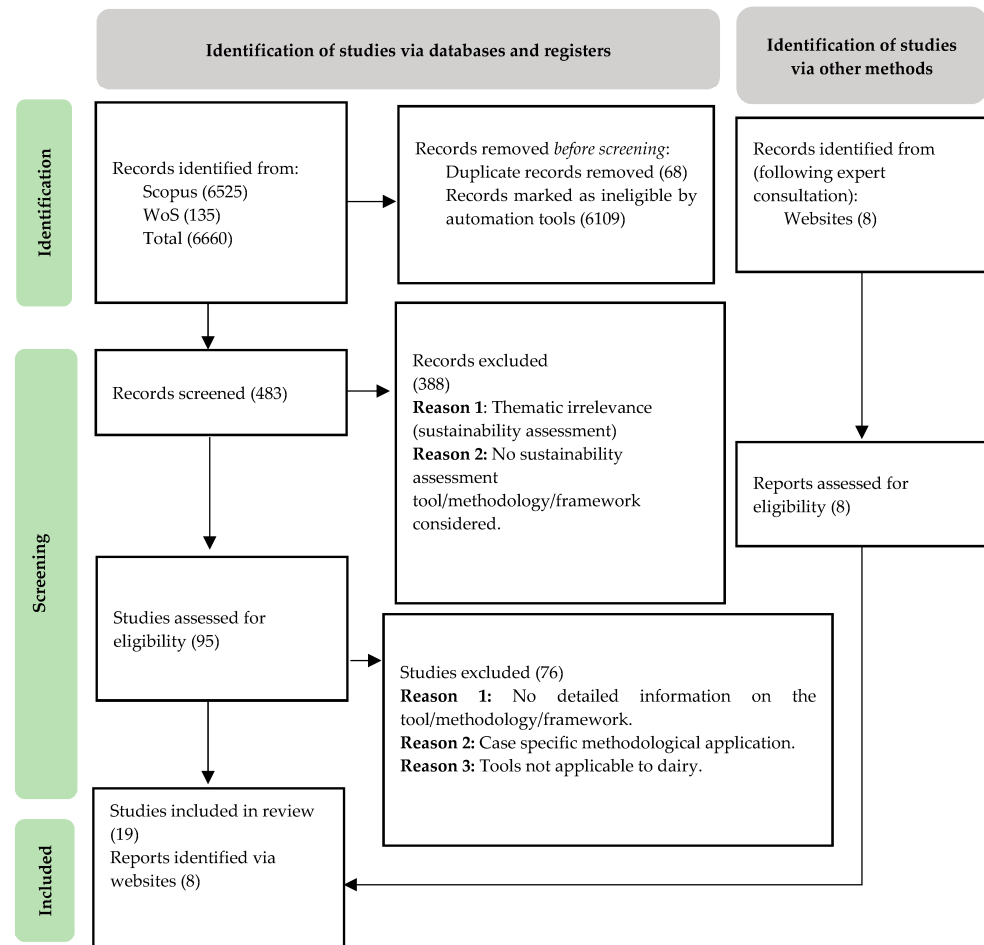 Identification of studies via databases and registers
Identification of studies
via other methods
Identification
Records identified from:
Scopus (6525)
WoS (135)
Total (6660)
Records removed before screening:
Duplicate records removed (68)
Records marked as ineligible by
automation tools (6109)
Records identified from
(following expert
consultation):
Websites (8)
Screening
Records screened (483)
Records excluded
(388)
Reason 1: Thematic irrelevance
(sustainability assessment)
Reason 2: No sustainability
assessment
tool/methodology/framework
considered.
Reports assessed for
eligibility (8)
Studies assessed for
eligibility (95)
Studies excluded (76)
Reason 1: No detailed information on the
tool/methodology/framework.
Reason 2: Case specific methodological application.
Reason 3: Tools not applicable to dairy.
Included
Studies included in review
(19)
Reports identified via
websites (8)